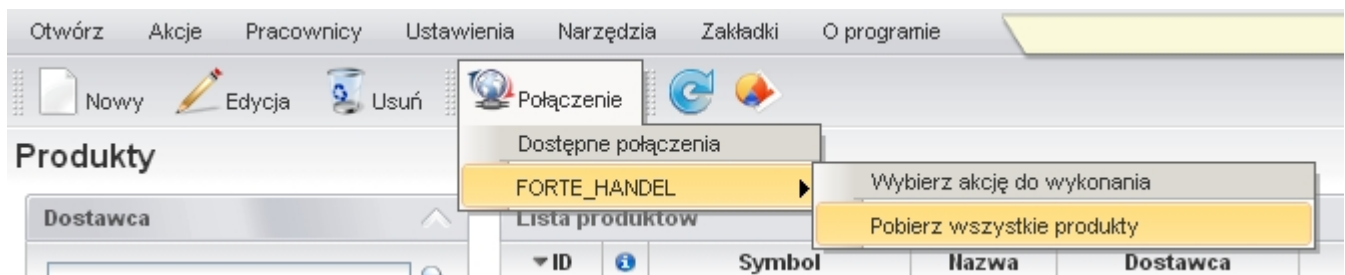 Otwórz Akcje Pracownicy Ustawienia Narzędzia Zakładki O programie
Nowy Edycja Usuń Połączenie
Dostępne połączenia
Produkty
FORTE_HANDEL Wybierz akcję do wykonania
Dostawca Lista produktów Pobierz wszystkie produkty
ID Symbol Nazwa Dostawca